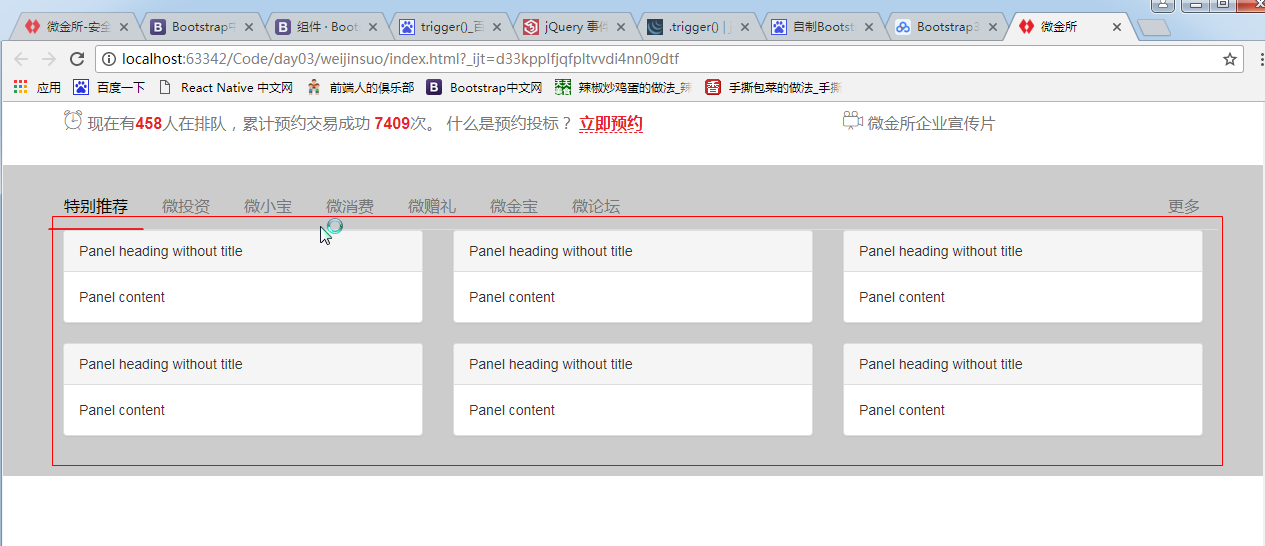 微金所-安全
Bootstrap中
组件 · Boot
trigger()_百
jQuery 事件
.trigger() |
自制Bootst
Bootstrap3
微金所
localhost:63342/Code/day03/weijinsuo/index.html?_ijt=d33kpplfjqfpltvvdi4nn09dtf
应用 百度一下 React Native 中文网 前端人的俱乐部 Bootstrap中文网 辣椒炒鸡蛋的做法_辣 手撕包菜的做法_手撕
现在有458人在排队，累计预约交易成功 7409次。 什么是预约投标？ 立即预约 微金所企业宣传片
特别推荐 微投资 微小宝 微消费 微赠礼 微金宝 微论坛 更多
Panel heading without title Panel heading without title Panel heading without title
Panel content Panel content Panel content
Panel heading without title Panel heading without title Panel heading without title
Panel content Panel content Panel content